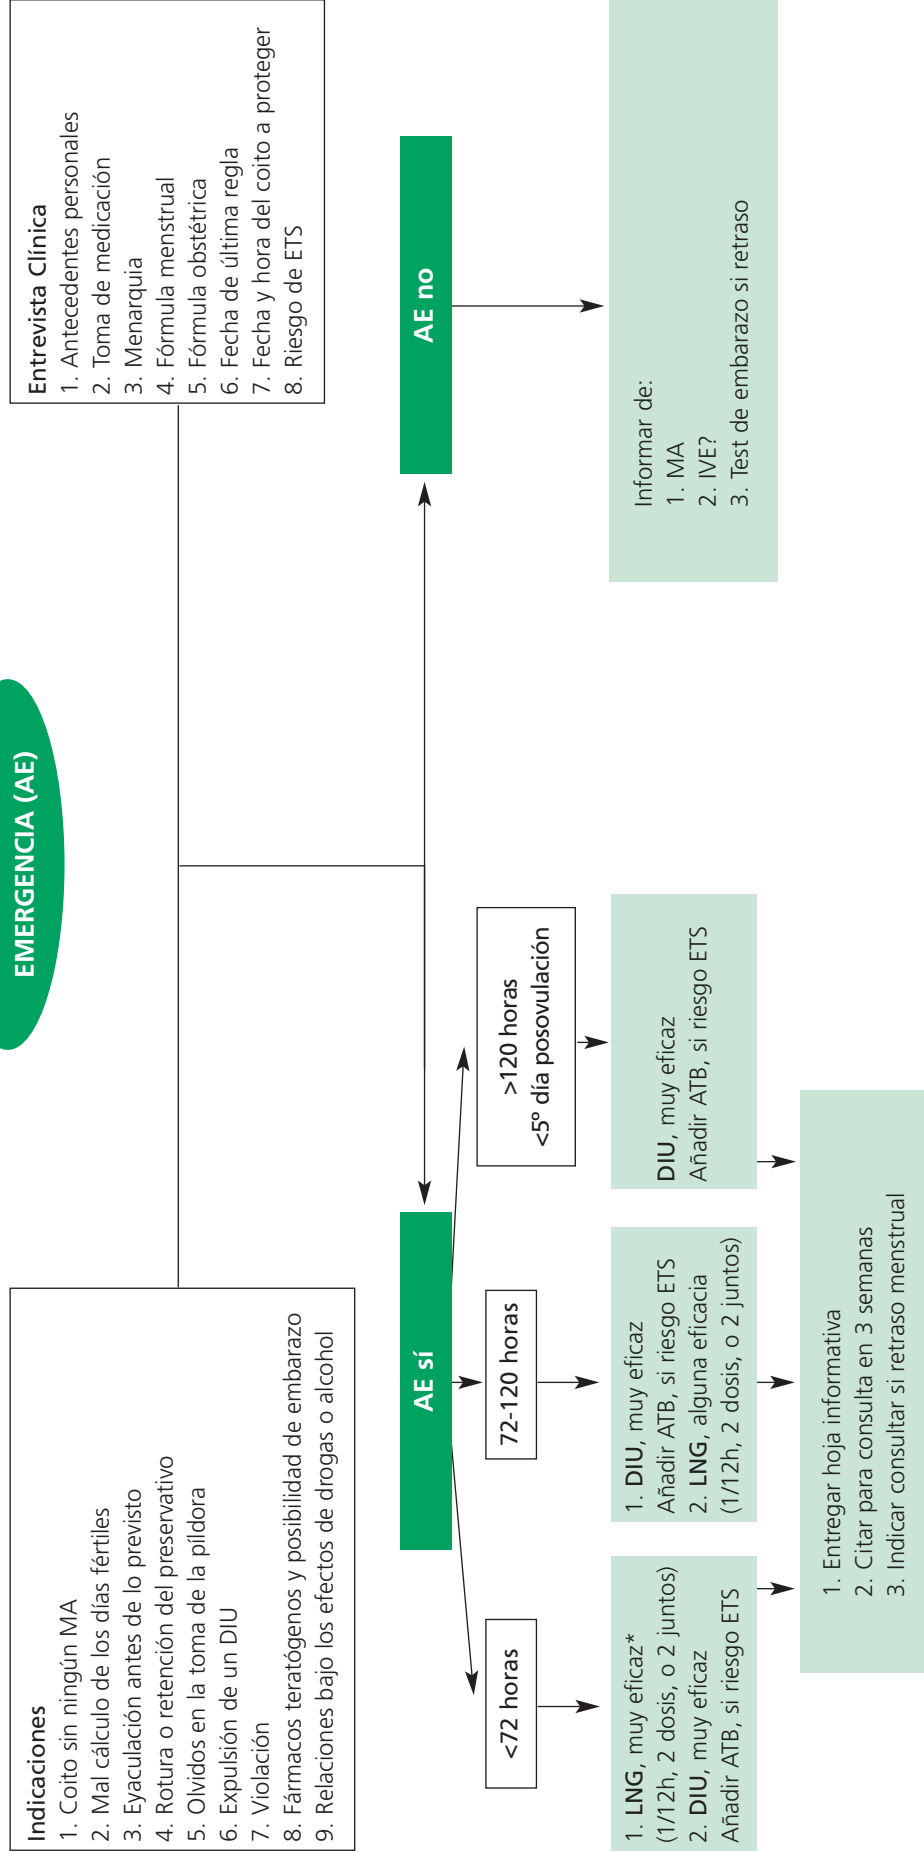 EMERGENCIA (AE)
Indicaciones
1. Coito sin ningún MA
2. Mal cálculo de los días fértiles
3. Eyaculación antes de lo previsto
4. Rotura o retención del preservativo
5. Olvidos en la toma de la píldora
6. Expulsión de un DIU
7. Violación
8. Fármacos teratógenos y posibilidad de embarazo
9. Relaciones bajo los efectos de drogas o alcohol
Entrevista Clínica
1. Antecedentes personales
2. Toma de medicación
3. Menarquia
4. Fórmula menstrual
5. Fórmula obstétrica
6. Fecha de última regla
7. Fecha y hora del coito a proteger
8. Riesgo de ETS
AE sí
AE no
<72 horas
72-120 horas
>120 horas
<5º día posovulación
1. LNG, muy eficaz*
(1/12h, 2 dosis, o 2 juntos)
2. DIU, muy eficaz
Añadir ATB, si riesgo ETS
1. DIU, muy eficaz
Añadir ATB, si riesgo ETS
2. LNG, alguna eficacia
(1/12h, 2 dosis, o 2 juntos)
DIU, muy eficaz
Añadir ATB, si riesgo ETS
Informar de:
1. MA
2. IVE?
3. Test de embarazo si retraso
1. Entregar hoja informativa
2. Citar para consulta en 3 semanas
3. Indicar consultar si retraso menstrual